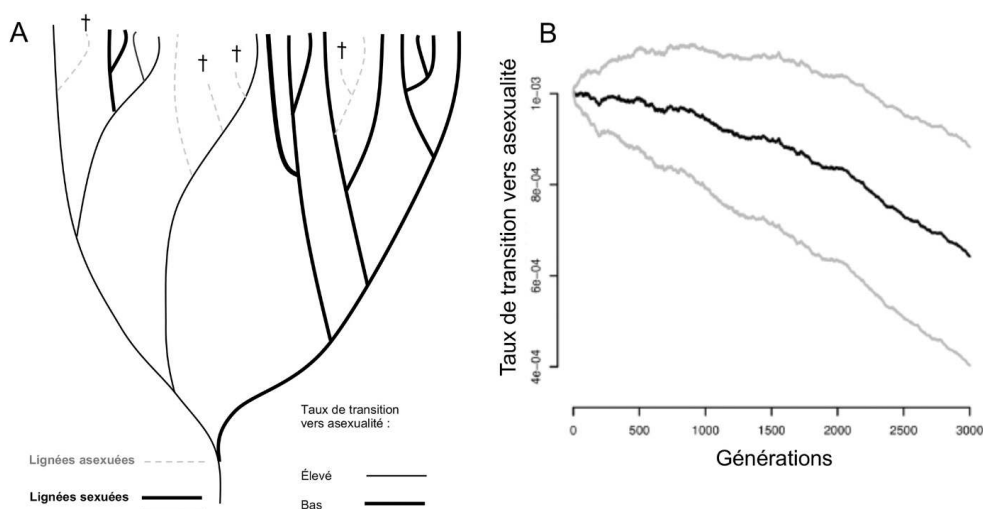 A
Taux de transition
vers asexualité :
Lignées asexuées
Élevé
Lignées sexuées
Bas
B
Taux de transition vers asexualité
1e-03
8e-04
6e-04
4e-04
0 500 1000 1500 2000 2500 3000
Générations